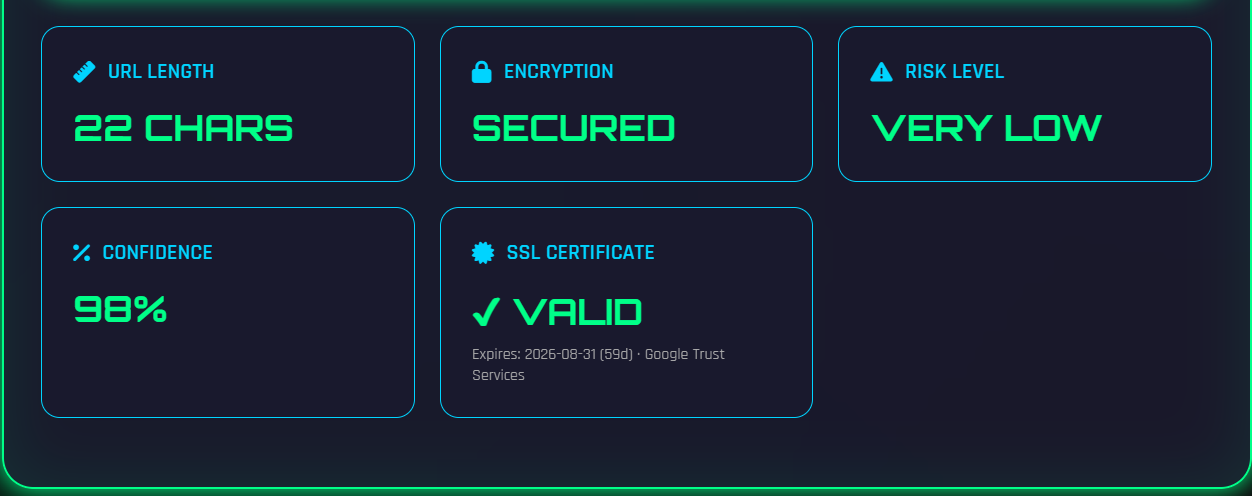 URL LENGTH
22 CHARS
ENCRYPTION
SECURED
RISK LEVEL
VERY LOW
CONFIDENCE
98%
SSL CERTIFICATE
✓ VALID
Expires: 2026-08-31 (59d) · Google Trust
Services